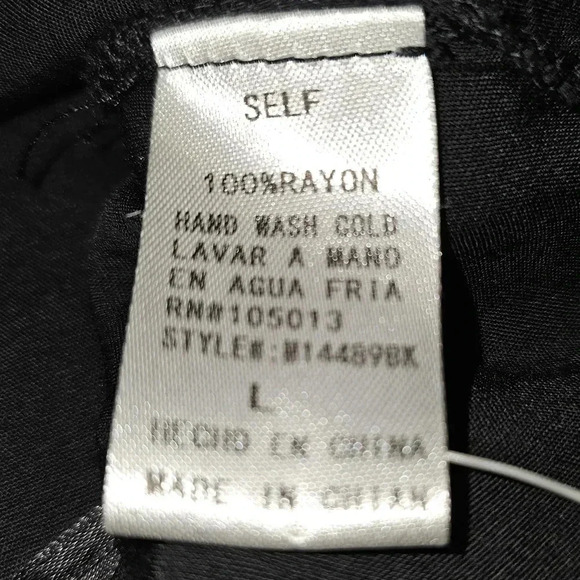 SELF
100%RAYON
HAND WASH COLD
LAVAR A MANO
EN AGUA FRIA
RN#105013
STYLE#:M14489BK
L
HECHO EN CHINA
MADE IN CHINA